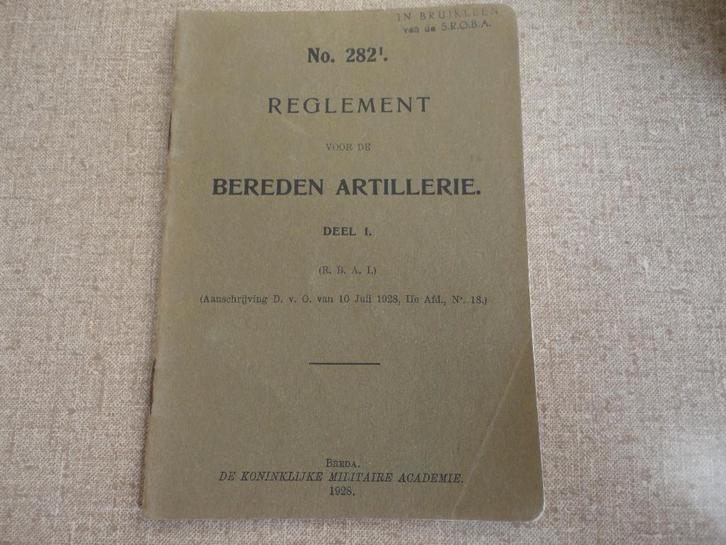 IN BRUIKLEEN
van de S.R.O.B.A.
No. 282¹.
REGLEMENT
VOOR DE
BEREDEN ARTILLERIE.
DEEL I.
(R. B. A. I.)
(Aanschrijving D. v. O. van 10 Juli 1928, IIe Afd., Nº. 18.)
BREDA.
DE KONINKLIJKE MILITAIRE ACADEMIE.
1928.